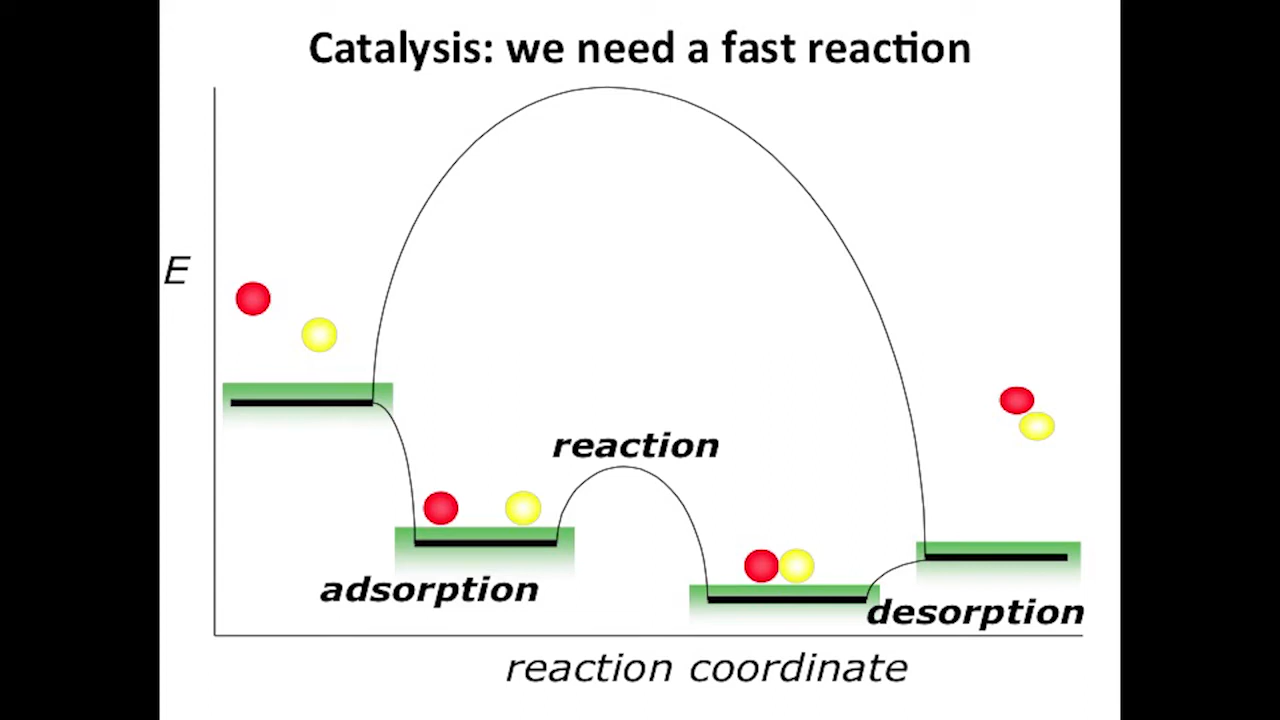 Catalysis: we need a fast reaction
E
reaction
adsorption
desorption
reaction coordinate